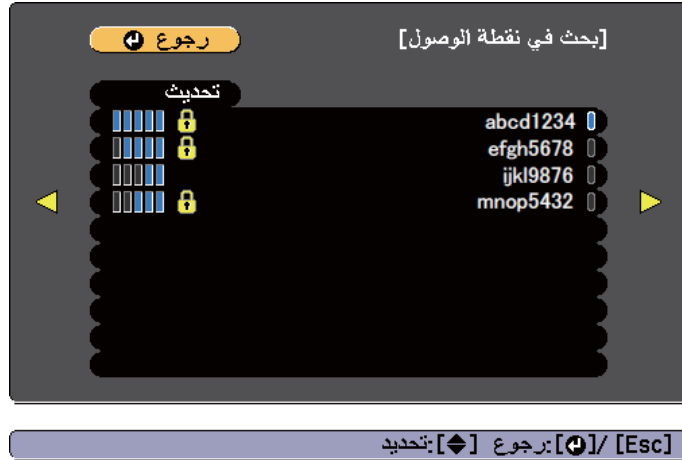 [بحث في نقطة الوصول]
رجوع
تحديث
abcd1234
efgh5678
ijkl9876
mnop5432
[Esc] /[⏎]:رجوع [◆]:تحديد